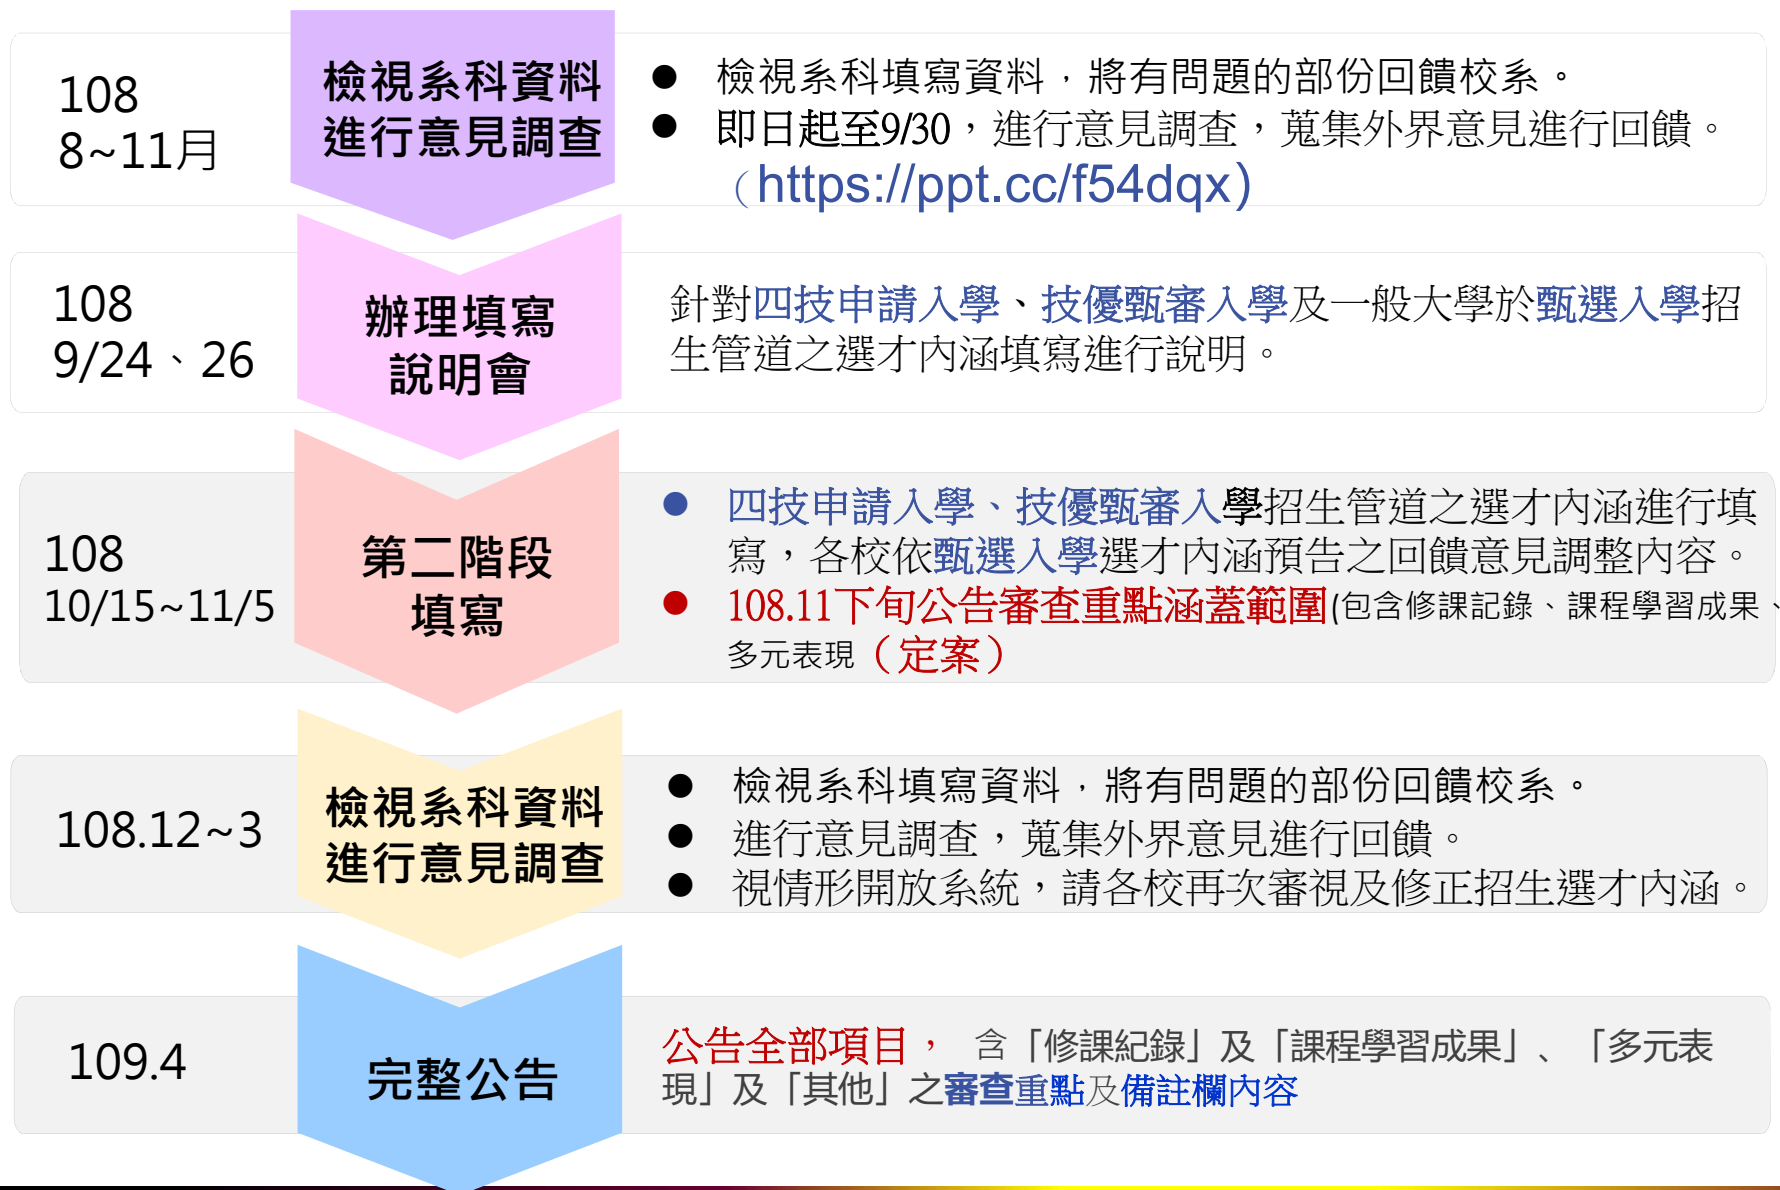 108
8~11月
檢視系科資料
進行意見調查
● 檢視系科填寫資料，將有問題的部份回饋校系。
● 即日起至9/30，進行意見調查，蒐集外界意見進行回饋。
（https://ppt.cc/f54dqx)
108
9/24、26
辦理填寫
說明會
針對四技申請入學、技優甄審入學及一般大學於甄選入學招
生管道之選才內涵填寫進行說明。
108
10/15~11/5
第二階段
填寫
● 四技申請入學、技優甄審入學招生管道之選才內涵進行填
寫，各校依甄選入學選才內涵預告之回饋意見調整內容。
● 108.11下旬公告審查重點涵蓋範圍(包含修課記錄、課程學習成果、
多元表現（定案）
108.12~3
檢視系科資料
進行意見調查
● 檢視系科填寫資料，將有問題的部份回饋校系。
● 進行意見調查，蒐集外界意見進行回饋。
● 視情形開放系統，請各校再次審視及修正招生選才內涵。
109.4
完整公告
公告全部項目， 含「修課紀錄」及「課程學習成果」、「多元表
現」及「其他」之審查重點及備註欄內容